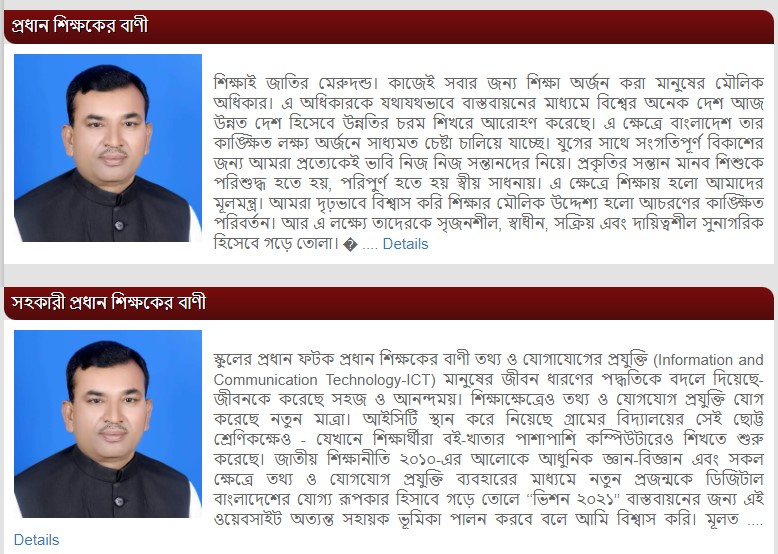 প্রধান শিক্ষকের বাণী
শিক্ষাই জাতির মেরুদন্ড। কাজেই সবার জন্য শিক্ষা অর্জন করা মানুষের মৌলিক
অধিকার। এ অধিকারকে যথাযথভাবে বাস্তবায়নের মাধ্যমে বিশ্বের অনেক দেশ আজ
উন্নত দেশ হিসেবে উন্নতির চরম শিখরে আরোহণ করেছে। এ ক্ষেত্রে বাংলাদেশ তার
কাঙ্ক্ষিত লক্ষ্য অর্জনে সাধ্যমত চেষ্টা চালিয়ে যাচ্ছে। যুগের সাথে সংগতিপূর্ণ বিকাশের
জন্য আমরা প্রত্যেকেই ভাবি নিজ নিজ সন্তানদের নিয়ে। প্রকৃতির সন্তান মানব শিশুকে
পরিশুদ্ধ হতে হয়, পরিপূর্ণ হতে হয় স্বীয় সাধনায়। এ ক্ষেত্রে শিক্ষায় হলো আমাদের
মূলমন্ত্র। আমরা দৃঢ়ভাবে বিশ্বাস করি শিক্ষার মৌলিক উদ্দেশ্য হলো আচরণের কাঙ্ক্ষিত
পরিবর্তন। আর এ লক্ষ্যে তাদেরকে সৃজনশীল, স্বাধীন, সক্রিয় এবং দায়িত্বশীল সুনাগরিক
হিসেবে গড়ে তোলা। � .... Details
সহকারী প্রধান শিক্ষকের বাণী
স্কুলের প্রধান ফটক প্রধান শিক্ষকের বাণী তথ্য ও যোগাযোগের প্রযুক্তি (Information and
Communication Technology-ICT) মানুষের জীবন ধারণের পদ্ধতিকে বদলে দিয়েছে-
জীবনকে করেছে সহজ ও আনন্দময়। শিক্ষাক্ষেত্রেও তথ্য ও যোগযোগ প্রযুক্তি যোগ
করেছে নতুন মাত্রা। আইসিটি স্থান করে নিয়েছে গ্রামের বিদ্যালয়ের সেই ছোট্ট
শ্রেণিকক্ষেও - যেখানে শিক্ষার্থীরা বই-খাতার পাশাপাশি কম্পিউটারেও শিখতে শুরু
করেছে। জাতীয় শিক্ষানীতি ২০১০-এর আলোকে আধুনিক জ্ঞান-বিজ্ঞান এবং সকল
ক্ষেত্রে তথ্য ও যোগযোগ প্রযুক্তি ব্যবহারের মাধ্যমে নতুন প্রজন্মকে ডিজিটাল
বাংলাদেশের যোগ্য রূপকার হিসাবে গড়ে তোলে “ভিশন ২০২১” বাস্তবায়নের জন্য এই
ওয়েবসাইট অত্যন্ত সহায়ক ভূমিকা পালন করবে বলে আমি বিশ্বাস করি। মূলত ....
Details